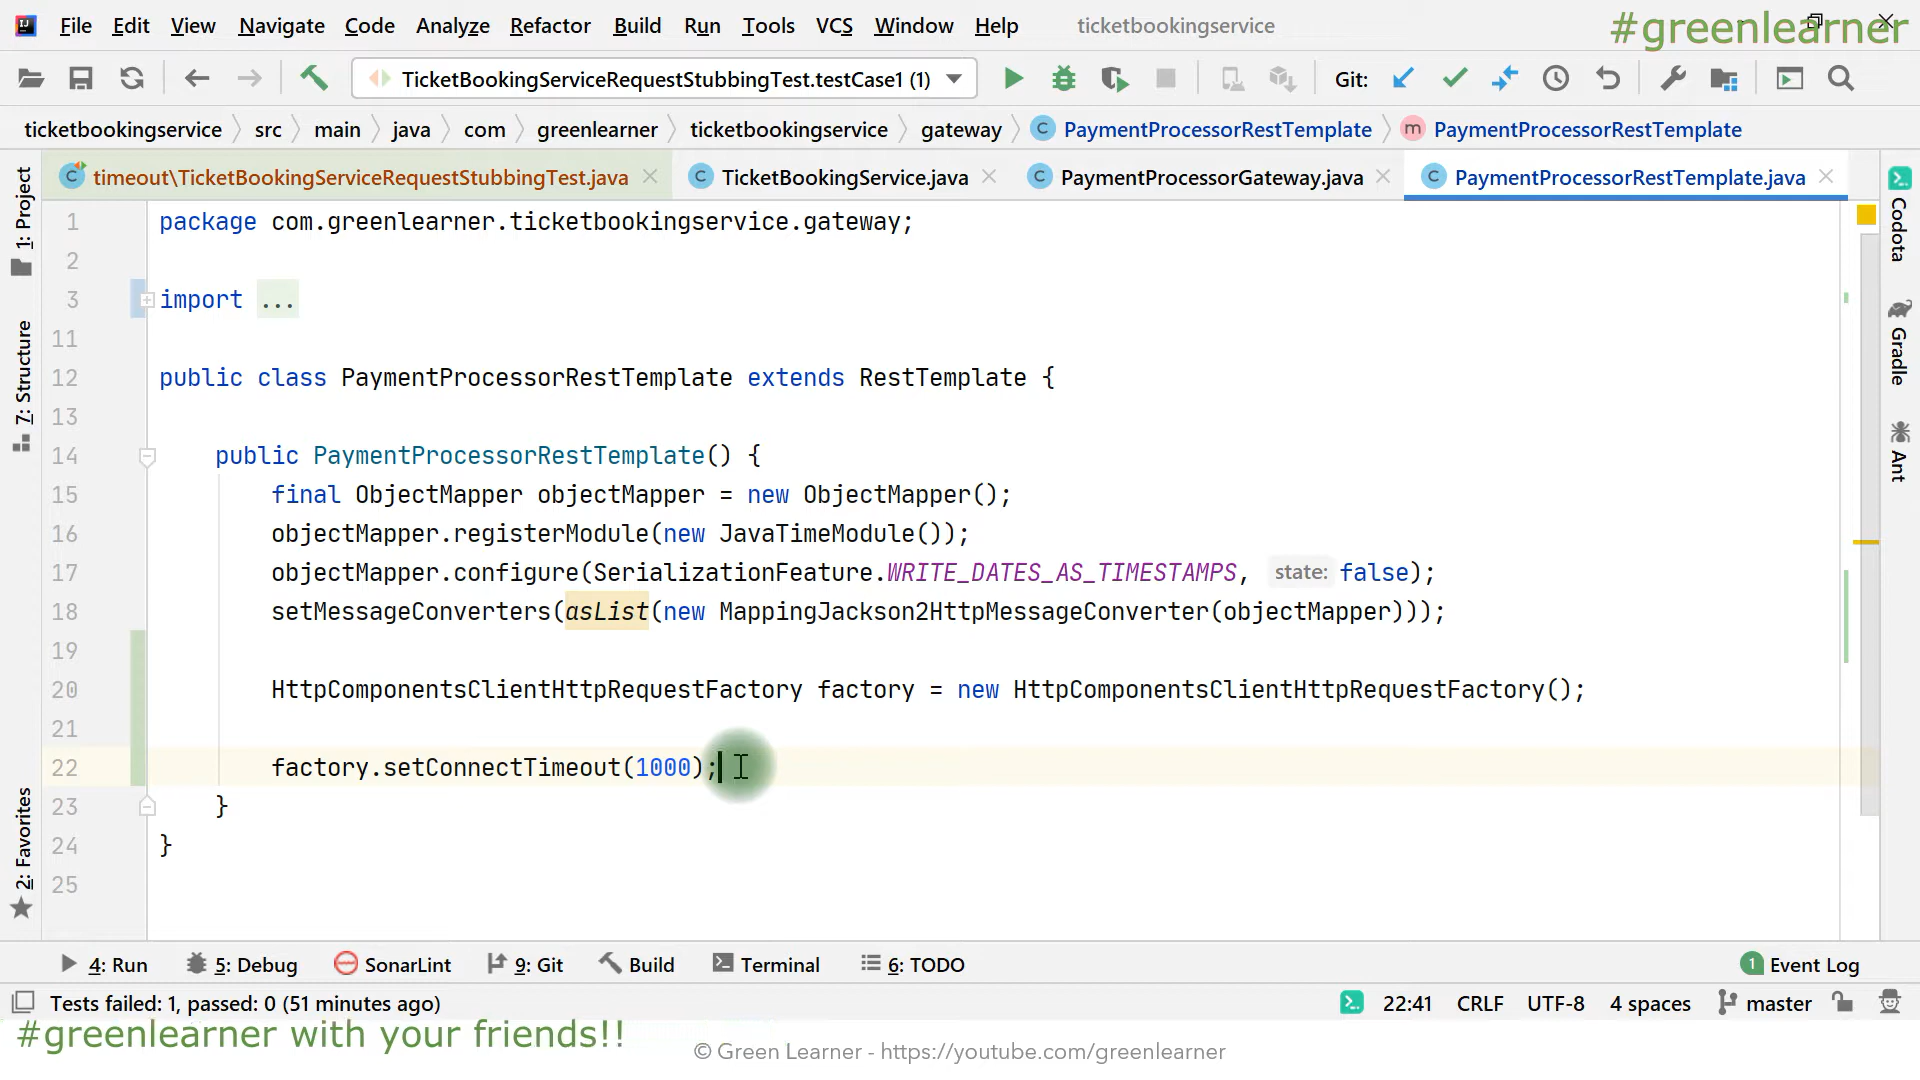 File Edit View Navigate Code Analyze Refactor Build Run Tools VCS Window Help ticketbookingservice #greenlearner
TicketBookingServiceRequestStubbingTest.testCase1 (1) Git:
ticketbookingservice src main java com greenlearner ticketbookingservice gateway PaymentProcessorRestTemplate PaymentProcessorRestTemplate
timeout\TicketBookingServiceRequestStubbingTest.java TicketBookingService.java PaymentProcessorGateway.java PaymentProcessorRestTemplate.java
1: Project
7: Structure
2: Favorites
1 package com.greenlearner.ticketbookingservice.gateway;
2
3 import ...
11
12 public class PaymentProcessorRestTemplate extends RestTemplate {
13
14 public PaymentProcessorRestTemplate() {
15 final ObjectMapper objectMapper = new ObjectMapper();
16 objectMapper.registerModule(new JavaTimeModule());
17 objectMapper.configure(SerializationFeature.WRITE_DATES_AS_TIMESTAMPS, state: false);
18 setMessageConverters(asList(new MappingJackson2HttpMessageConverter(objectMapper)));
19
20 HttpComponentsClientHttpRequestFactory factory = new HttpComponentsClientHttpRequestFactory();
21
22 factory.setConnectTimeout(1000);
23 }
24 }
25
Codota
Gradle
Ant
4: Run 5: Debug SonarLint 9: Git Build Terminal 6: TODO 1 Event Log
Tests failed: 1, passed: 0 (51 minutes ago) 22:41 CRLF UTF-8 4 spaces master
#greenlearner with your friends!!
© Green Learner - https://youtube.com/greenlearner